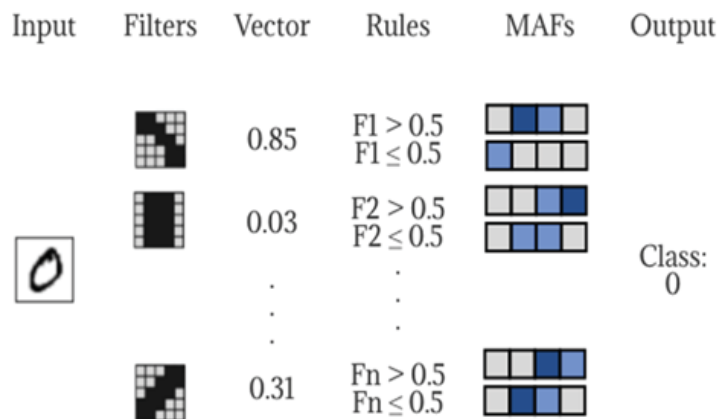 Input Filters Vector Rules MAFs Output
0.85
F1 > 0.5
F1 ≤ 0.5
0.03
F2 > 0.5
F2 ≤ 0.5
Class:
0
0.31
Fn > 0.5
Fn ≤ 0.5